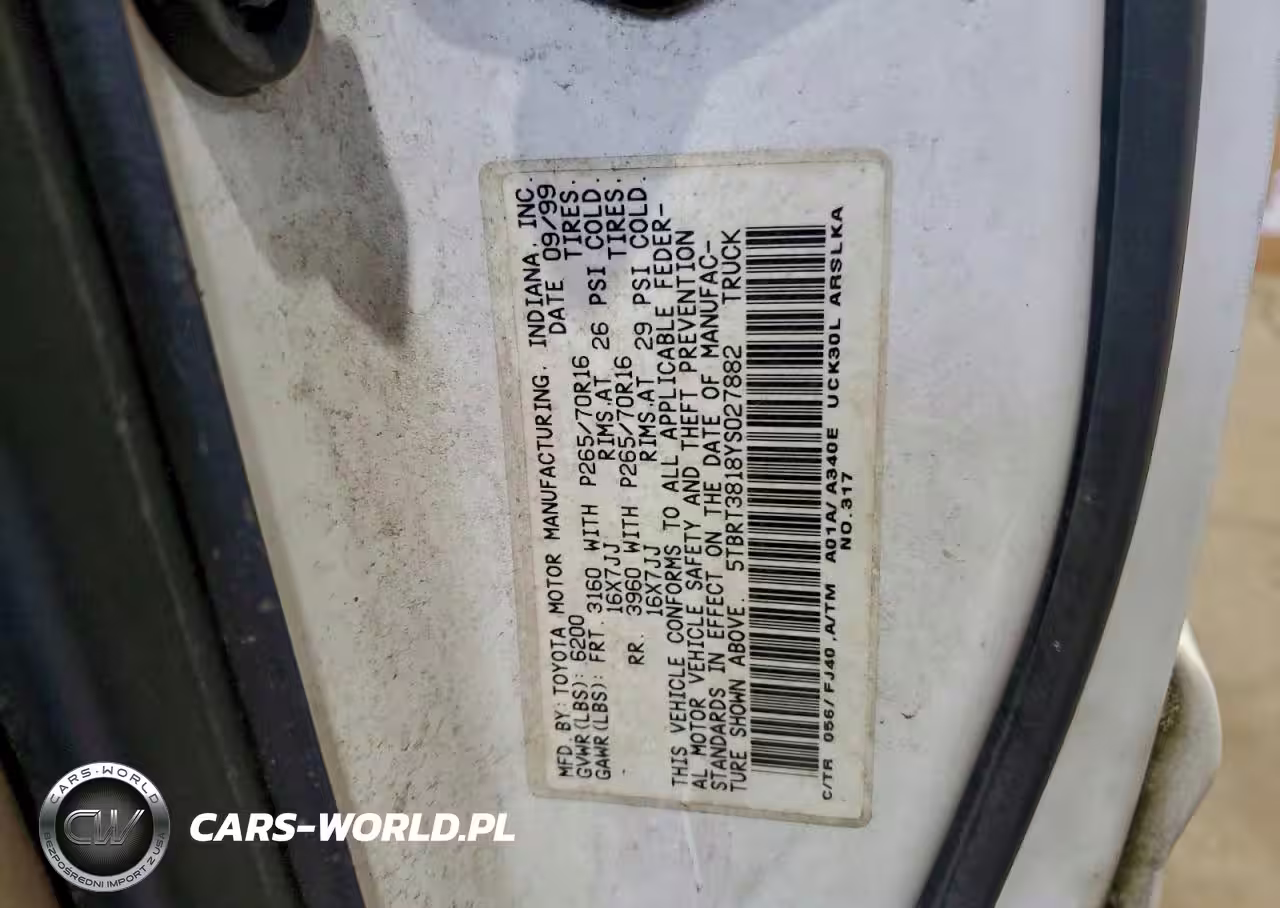 MFD BY: TOYOTA MOTOR MANUFACTURING, INDIANA, INC.
GVWR(LBS): 6200 DATE 09/99
GAWR(LBS): FRT. 3160 WITH P265/70R16 TIRES.
16X7JJ RIMS.AT 26 PSI COLD.
RR. 3960 WITH P265/70R16 TIRES.
16X7JJ RIMS.AT 29 PSI COLD.
THIS VEHICLE CONFORMS TO ALL APPLICABLE FEDER-
AL MOTOR VEHICLE SAFETY AND THEFT PREVENTION
STANDARDS IN EFFECT ON THE DATE OF MANUFAC-
TURE SHOWN ABOVE. 5TBRT3818YS027882 TRUCK
C/TR 056/FJ40 .A/TM A01A/A340E UCK30L ARSLKA
NO.317
CARS-WORLD
CW
BEZPOŚREDNI IMPORT Z USA
CARS-WORLD.PL